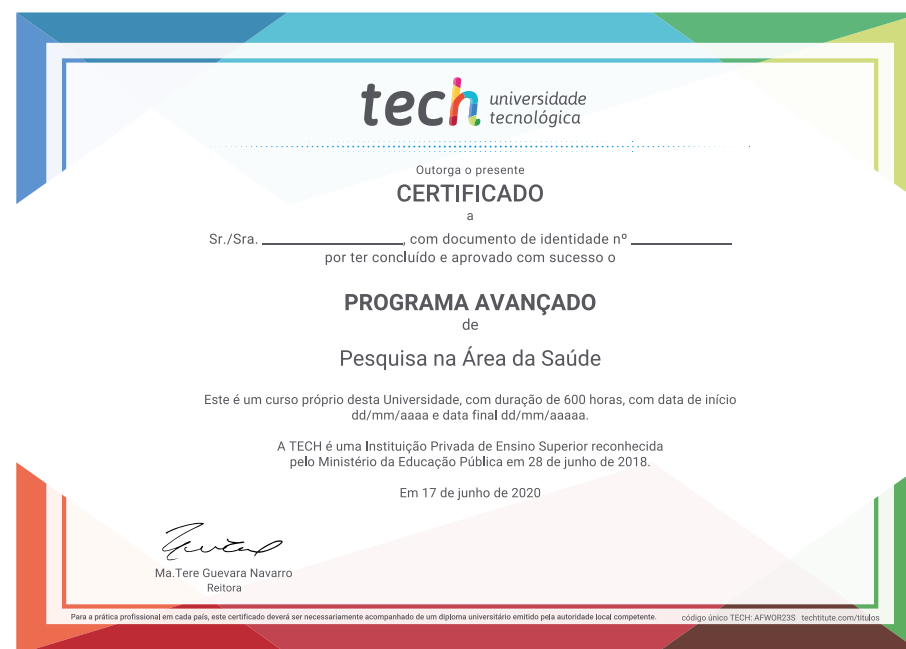 tech universidade
tecnológica
Outorga o presente
CERTIFICADO
a
Sr./Sra. ________________, com documento de identidade nº ____________
por ter concluído e aprovado com sucesso o
PROGRAMA AVANÇADO
de
Pesquisa na Área da Saúde
Este é um curso próprio desta Universidade, com duração de 600 horas, com data de início
dd/mm/aaaa e data final dd/mm/aaaaa.
A TECH é uma Instituição Privada de Ensino Superior reconhecida
pelo Ministério da Educação Pública em 28 de junho de 2018.
Em 17 de junho de 2020
Ma.Tere Guevara Navarro
Reitora
Para a prática profissional em cada país, este certificado deverá ser necessariamente acompanhado de um diploma universitário emitido pela autoridade local competente. código único TECH: AFWOR23S techtitute.com/titulos